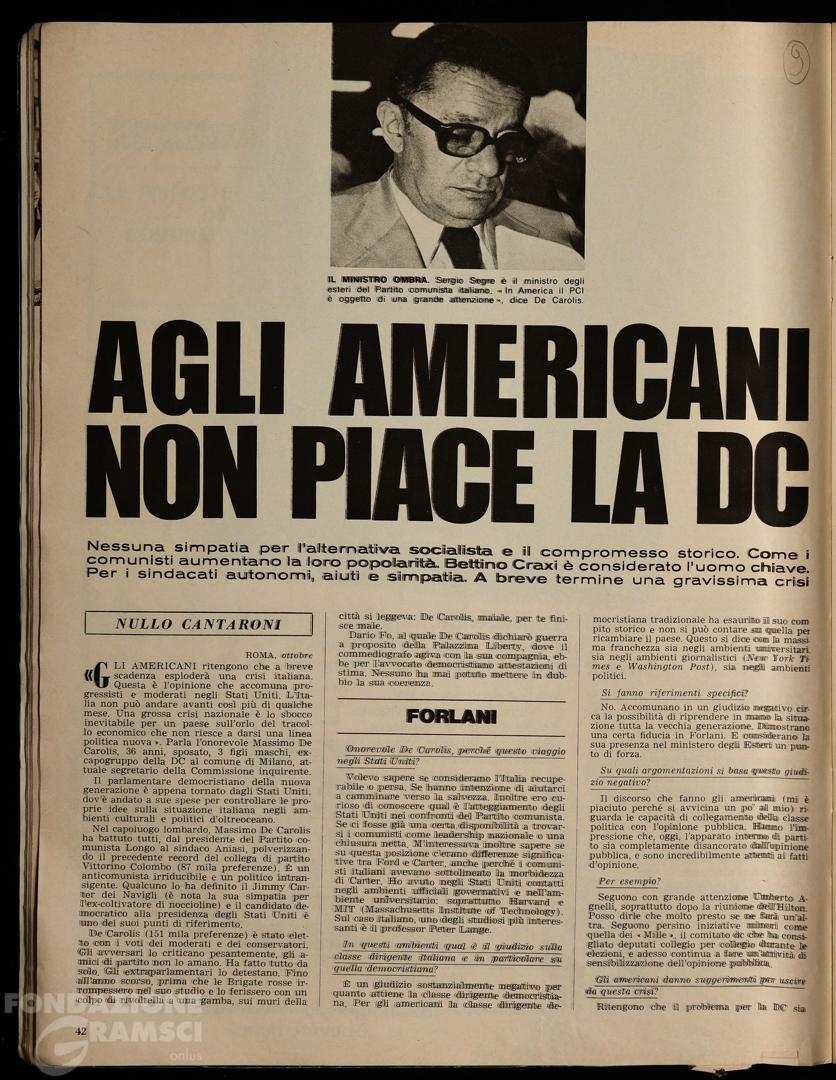 9
IL MINISTRO OMBRA. Sergio Segre è il ministro degli
esteri del Partito comunista italiano. «In America il PCI
è oggetto di una grande attenzione», dice De Carolis.
AGLI AMERICANI
NON PIACE LA DC
Nessuna simpatia per l'alternativa socialista e il compromesso storico. Come i
comunisti aumentano la loro popolarità. Bettino Craxi è considerato l'uomo chiave.
Per i sindacati autonomi, aiuti e simpatia. A breve termine una gravissima crisi
NULLO CANTARONI
ROMA, ottobre
«GLI AMERICANI ritengono che a breve
scadenza esploderà una crisi italiana.
Questa è l'opinione che accomuna pro-
gressisti e moderati negli Stati Uniti. L'Ita-
lia non può andare avanti così più di qualche
mese. Una grossa crisi nazionale è lo sbocco
inevitabile per un paese sull'orlo del tracol-
lo economico che non riesce a darsi una linea
politica nuova». Parla l'onorevole Massimo De
Carolis, 36 anni, sposato, 3 figli maschi, ex-
capogruppo della DC al comune di Milano, at-
tuale segretario della Commissione inquirente.
Il parlamentare democristiano della nuova
generazione è appena tornato dagli Stati Uniti,
dov'è andato a sue spese per controllare le pro-
prie idee sulla situazione italiana negli am-
bienti culturali e politici d'oltreoceano.
Nel capoluogo lombardo, Massimo De Carolis
ha battuto tutti, dal presidente del Partito co-
munista Longo al sindaco Aniasi, polverizzan-
do il precedente record del collega di partito
Vittorino Colombo (87 mila preferenze). È un
anticomunista irriducibile e un politico intran-
sigente. Qualcuno lo ha definito il Jimmy Car-
ter dei Navigli (è nota la sua simpatia per
l'ex-coltivatore di noccioline) e il candidato de-
mocratico alla presidenza degli Stati Uniti è
uno dei suoi punti di riferimento.
De Carolis (151 mila preferenze) è stato elet-
to con i voti dei moderati e dei conservatori.
Gli avversari lo criticano pesantemente, gli a-
mici di partito non lo amano. Ha fatto tutto da
solo. Gli extraparlamentari lo detestano. Fino
all'anno scorso, prima che le Brigate rosse ir-
rompessero nel suo studio e lo ferissero con un
colpo di rivoltella a una gamba, sui muri della
città si leggeva: De Carolis, maiale, per te fini-
sce male.
Dario Fo, al quale De Carolis dichiarò guerra
a proposito della Palazzina Liberty, dove il
commediografo agiva con la sua compagnia, eb-
be per l'avvocato democristiano attestazioni di
stima. Nessuno ha mai potuto mettere in dub-
bio la sua coerenza.
FORLANI
Onorevole De Carolis, perché questo viaggio
negli Stati Uniti?
Volevo sapere se consideramo l'Italia recupe-
rabile o persa. Se hanno intenzione di aiutarci
a camminare verso la salvezza. Inoltre ero cu-
rioso di conoscere qual è l'atteggiamento degli
Stati Uniti nei confronti del Partito comunista.
Se ci fosse già una certa disponibilità a trovar-
si i comunisti come leadership nazionale o una
chiusura netta. M'interessava inoltre sapere se
su questa posizione c'erano differenze significa-
tive tra Ford e Carter, anche perché i comuni-
sti italiani avevano sottolineato la morbidezza
di Carter. Ho avuto negli Stati Uniti contatti
negli ambienti ufficiali governativi e nell'am-
biente universitario: soprattutto Harvard e
MIT (Massachusetts Institute of Technology).
Sul caso italiano, uno degli studiosi più interes-
santi è il professor Peter Lange.
In questi ambienti qual è il giudizio sulla
classe dirigente italiana e in particolare su
quella democristiana?
È un giudizio sostanzialmente negativo per
quanto attiene la classe dirigente democristia-
na. Per gli americani la classe dirigente de-
mocristiana tradizionale ha esaurito il suo com
pito storico e non si può contare su quella per
ricambiare il paese. Questo si dice con la massi-
ma franchezza sia negli ambienti universitari,
sia negli ambienti giornalistici (New York Ti-
mes e Washington Post), sia negli ambienti
politici.
Si fanno riferimenti specifici?
No. Accomunano in un giudizio negativo cir-
ca la possibilità di riprendere in mano la situa-
zione tutta la vecchia generazione. Dimostrano
una certa fiducia in Forlani. E considerano la
sua presenza nel ministero degli Esteri un pun-
to di forza.
Su quali argomentazioni si basa questo giudi-
zio negativo?
Il discorso che fanno gli americani (mi è
piaciuto perché si avvicina un po' al mio) ri-
guarda le capacità di collegamento della classe
politica con l'opinione pubblica. Hanno l'im-
pressione che, oggi, l'apparato interno di parti-
to sia completamente disancorato dall'opinione
pubblica, e sono incredibilmente attenti ai fatti
d'opinione.
Per esempio?
Seguono con grande attenzione Umberto A-
gnelli, soprattutto dopo la riunione dell'Hilton.
Posso dirle che molto presto se ne farà un'al-
tra. Seguono persino iniziative minori come
quella dei «Mille», il comitato dc che ha consi-
gliato deputati collegio per collegio durante le
elezioni, e adesso continua a fare un'attività di
sensibilizzazione dell'opinione pubblica.
Gli americani danno suggerimenti per uscire
da questa crisi?
Ritengono che il problema per la DC sia
42
FONDAZIONE
GRAMSCI
onlus